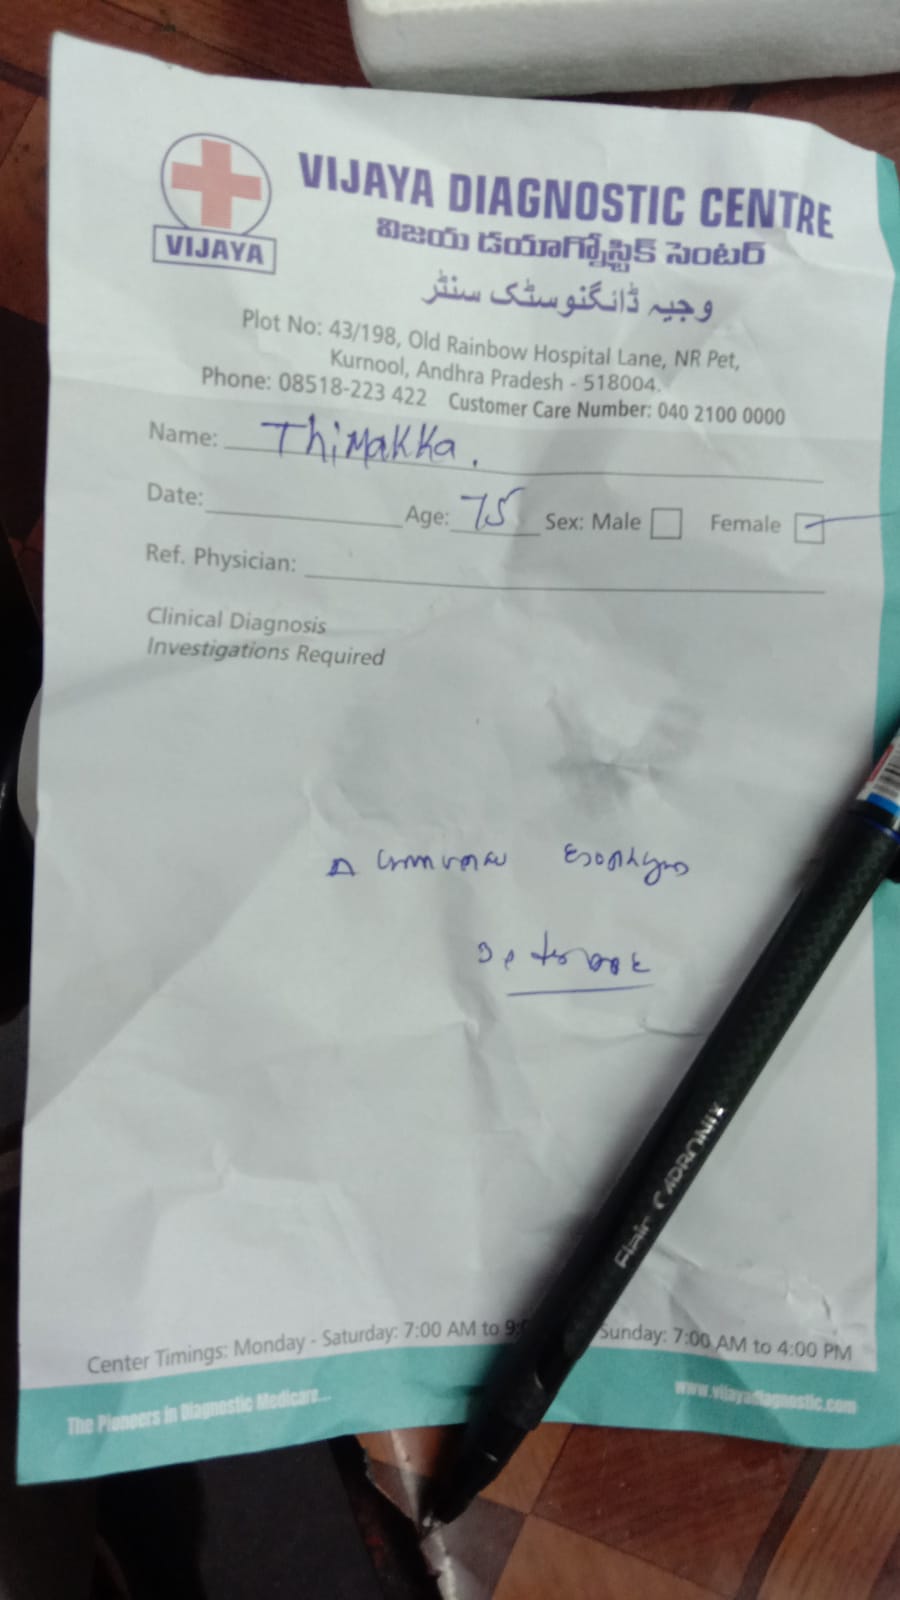 VIJAYA
VIJAYA DIAGNOSTIC CENTRE
విజయ డయాగ్నోస్టిక్ సెంటర్
وجیہ ڈائگنوسٹک سنٹر
Plot No: 43/198, Old Rainbow Hospital Lane, NR Pet,
Kurnool, Andhra Pradesh - 518004.
Phone: 08518-223 422 Customer Care Number: 040 2100 0000
Name: Thimakka.
Date: Age: 75 Sex: Male Female
Ref. Physician:
Clinical Diagnosis
Investigations Required
Flair CADRONIX
Center Timings: Monday - Saturday: 7:00 AM to Sunday: 7:00 AM to 4:00 PM
The Pioneers in Diagnostic Medicare... www.vijayadiagnostic.com